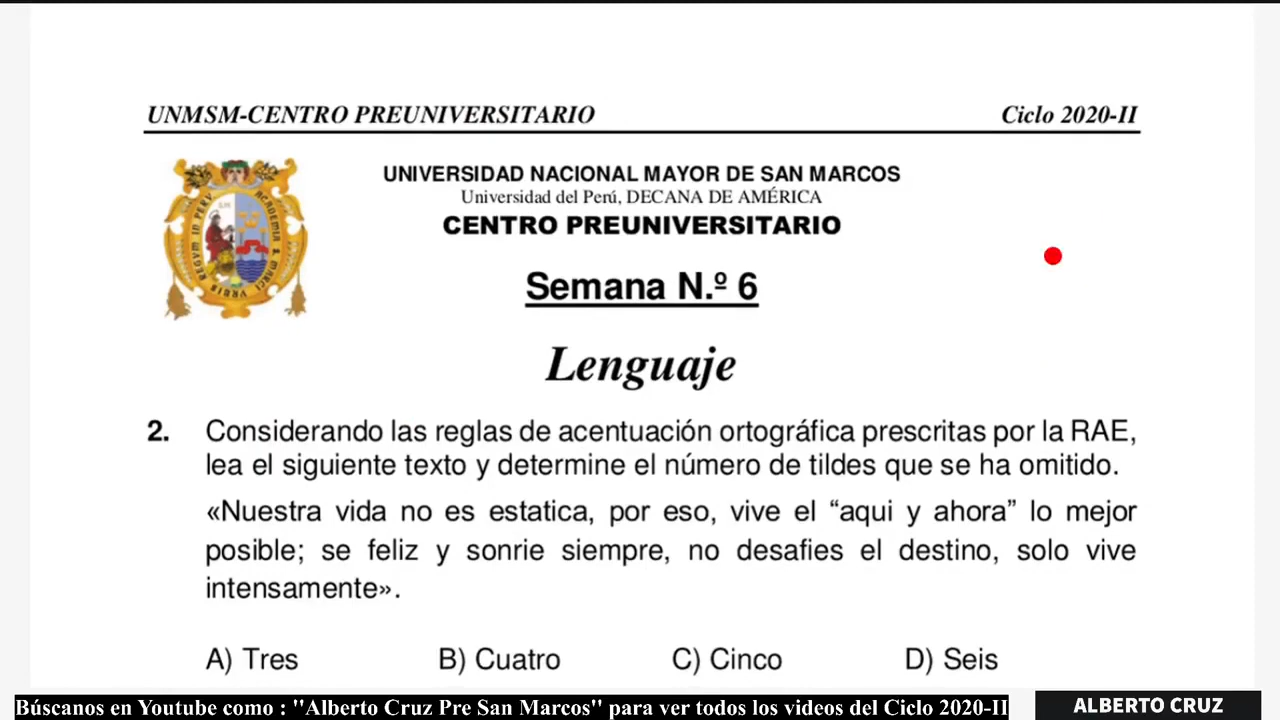 UNMSM-CENTRO PREUNIVERSITARIO Ciclo 2020-II
UNIVERSIDAD NACIONAL MAYOR DE SAN MARCOS
Universidad del Perú, DECANA DE AMÉRICA
CENTRO PREUNIVERSITARIO
Semana N.º 6
Lenguaje
2. Considerando las reglas de acentuación ortográfica prescritas por la RAE,
lea el siguiente texto y determine el número de tildes que se ha omitido.
«Nuestra vida no es estatica, por eso, vive el “aqui y ahora” lo mejor
posible; se feliz y sonrie siempre, no desafies el destino, solo vive
intensamente».
A) Tres B) Cuatro C) Cinco D) Seis
Búscanos en Youtube como : "Alberto Cruz Pre San Marcos" para ver todos los videos del Ciclo 2020-II
ALBERTO CRUZ